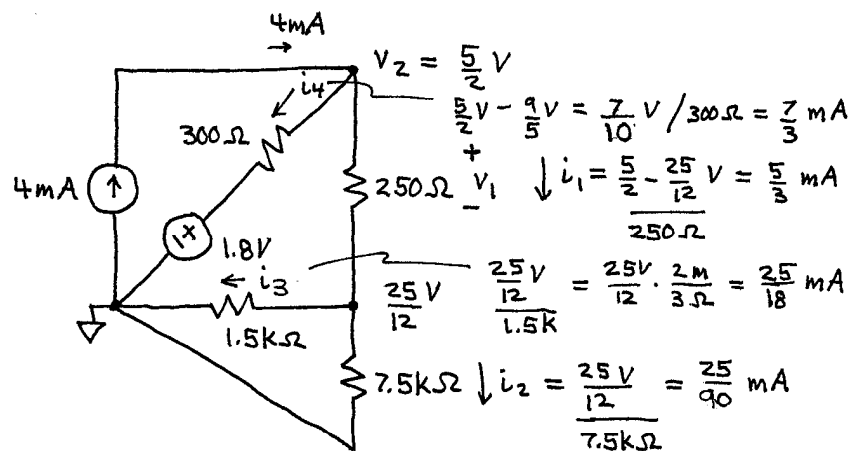 4mA
→
v₂ = 5/2 V
i₄
5/2 V - 9/5 V = 7/10 V / 300Ω = 7/3 mA
300Ω
+
4mA ↑
250Ω v₁ ↓ i₁ = (5/2 - 25/12 V)/250Ω = 5/3 mA
-
- +
1.8V
← i₃
25/12 V
(25/12 V)/1.5k = 25V/12 · 2m/3Ω = 25/18 mA
1.5kΩ
7.5kΩ ↓ i₂ = (25/12 V)/7.5kΩ = 25/90 mA